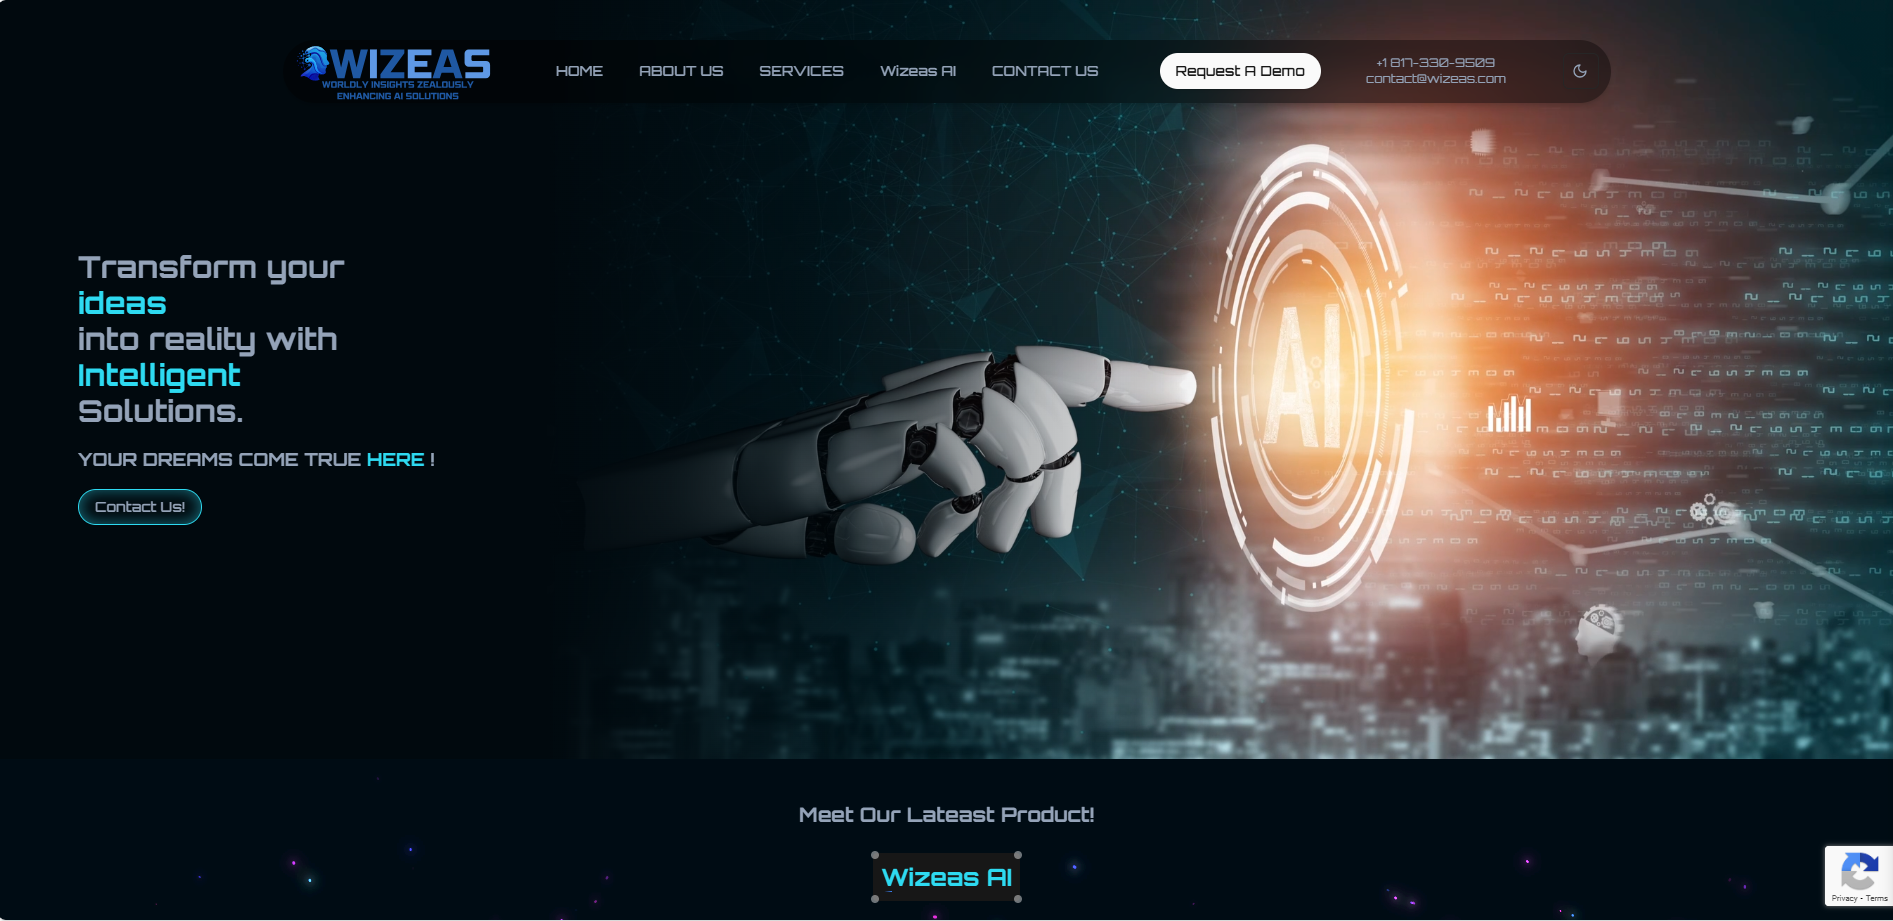 WIZEAS
WORLDLY INSIGHTS ZEALOUSLY
ENHANCING AI SOLUTIONS
HOME
ABOUT US
SERVICES
Wizeas AI
CONTACT US
Request A Demo
+1 817-330-9509
contact@wizeas.com
Transform your
ideas
into reality with
Intelligent
Solutions.
YOUR DREAMS COME TRUE HERE !
Contact Us!
AI
Meet Our Lateast Product!
Wizeas AI
Privacy - Terms